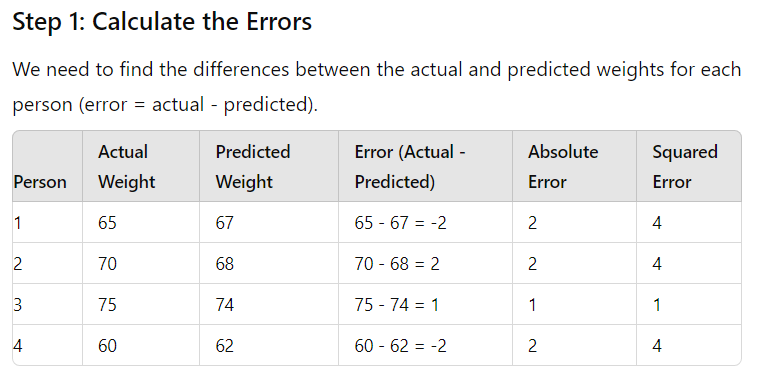 Step 1: Calculate the Errors
We need to find the differences between the actual and predicted weights for each
person (error = actual - predicted).
Person | Actual Weight | Predicted Weight | Error (Actual - Predicted) | Absolute Error | Squared Error
1 | 65 | 67 | 65 - 67 = -2 | 2 | 4
2 | 70 | 68 | 70 - 68 = 2 | 2 | 4
3 | 75 | 74 | 75 - 74 = 1 | 1 | 1
4 | 60 | 62 | 60 - 62 = -2 | 2 | 4